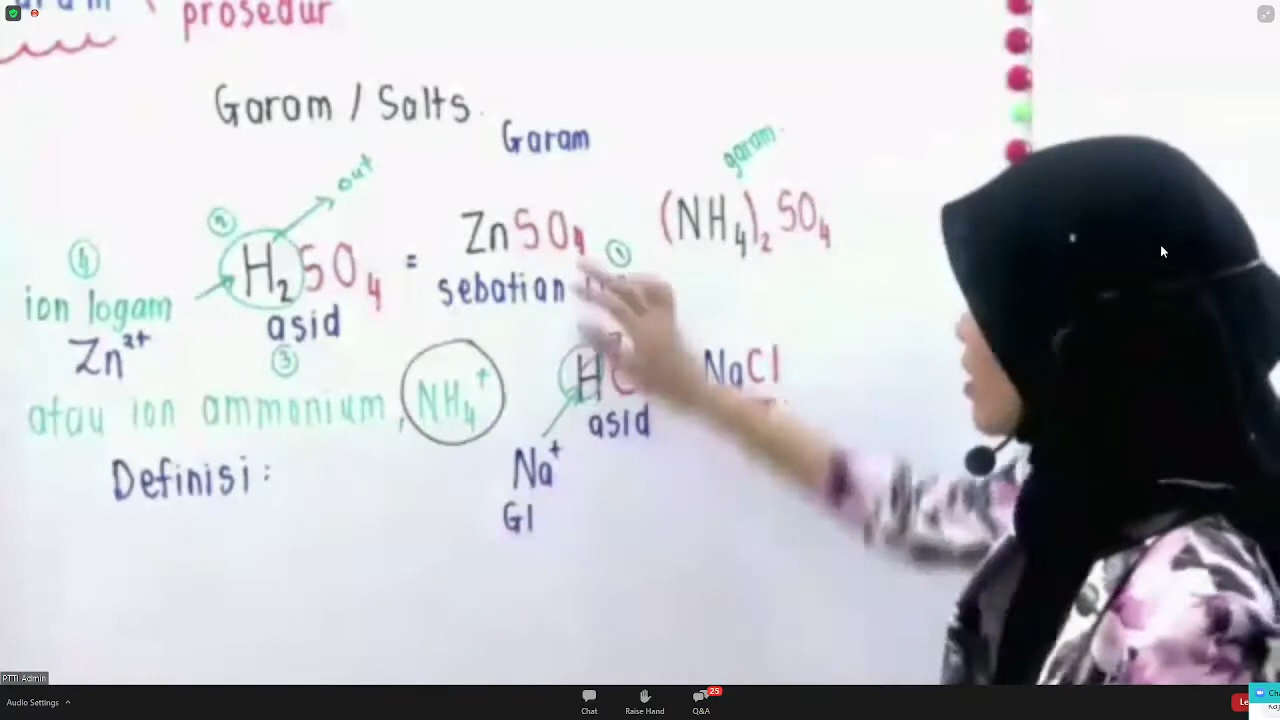 prosedur
Garam / Salts.
Garam
garam
out
②
H₂SO₄ = ZnSO₄ (NH₄)₂SO₄
④
①
ion logam
asid
sebatian
Zn²⁺
③
H
NaCl
atau ion ammonium, NH₄⁺
asid
Definisi :
Na⁺
G1
PTTI Admin
Audio Settings
Chat
Raise Hand
25
Q&A